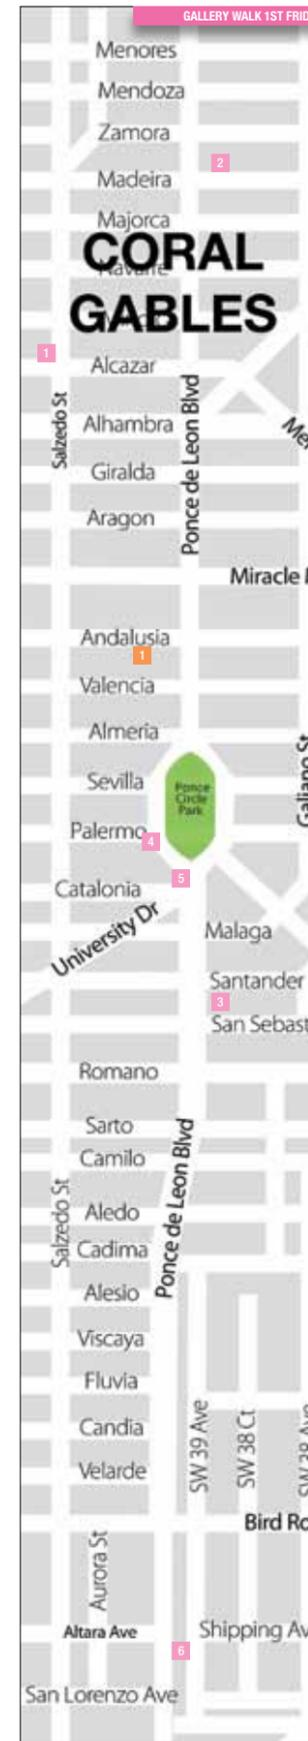 GALLERY WALK 1ST FRID
Menores
Mendoza
Zamora
2
Madeira
Majorca
CORAL
Navarre
GABLES
1
Alcazar
Salzedo St
Alhambra
Ponce de Leon Blvd
Giralda
Aragon
Miracle
Andalusia
1
Valencia
Almeria
Galiano St
Sevilla
Ponce
Circle
Park
Palermo
4
5
Catalonia
University Dr
Malaga
Santander
3
San Sebast
Romano
Sarto
Camilo
Ponce de Leon Blvd
Salzedo St
Aledo
Cadima
Alesio
Viscaya
Fluvia
Candia
SW 39 Ave
SW 38 Ct
SW 38 Ave
Velarde
Bird Ro
Aurora St
Altara Ave
Shipping Av
6
San Lorenzo Ave